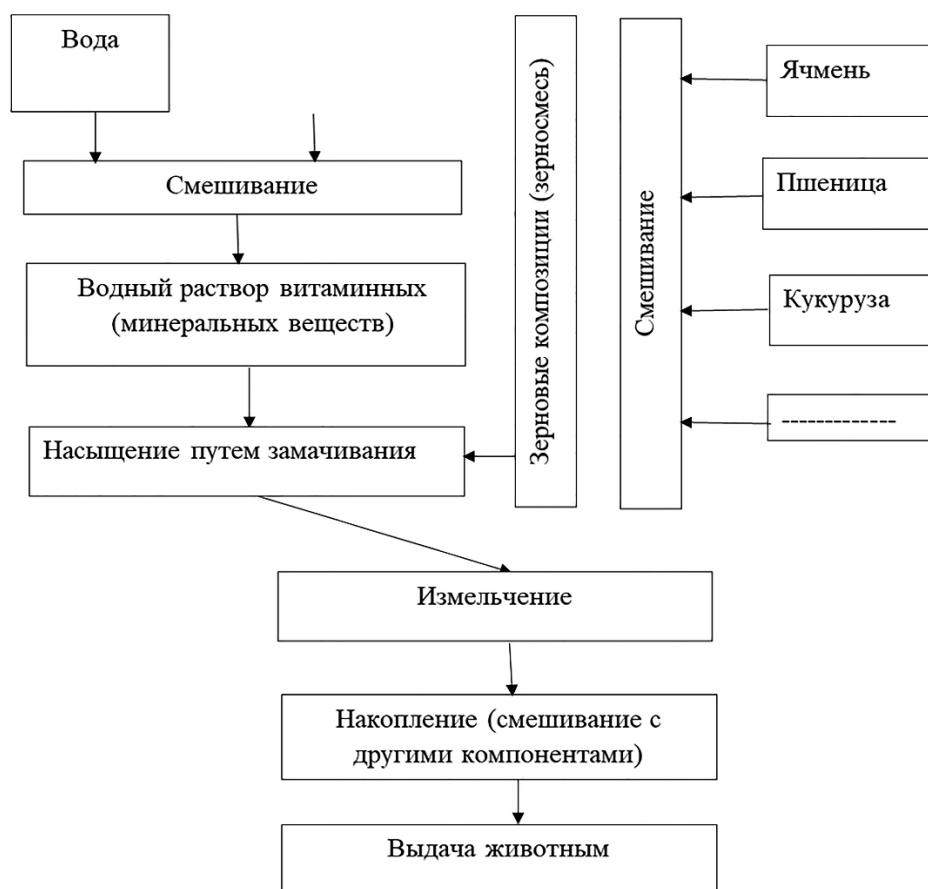 Вода
Смешивание
Водный раствор витаминных
(минеральных веществ)
Насыщение путем замачивания
Зерновые композиции (зерносмесь)
Смешивание
Ячмень
Пшеница
Кукуруза
-------------
Измельчение
Накопление (смешивание с
другими компонентами)
Выдача животным